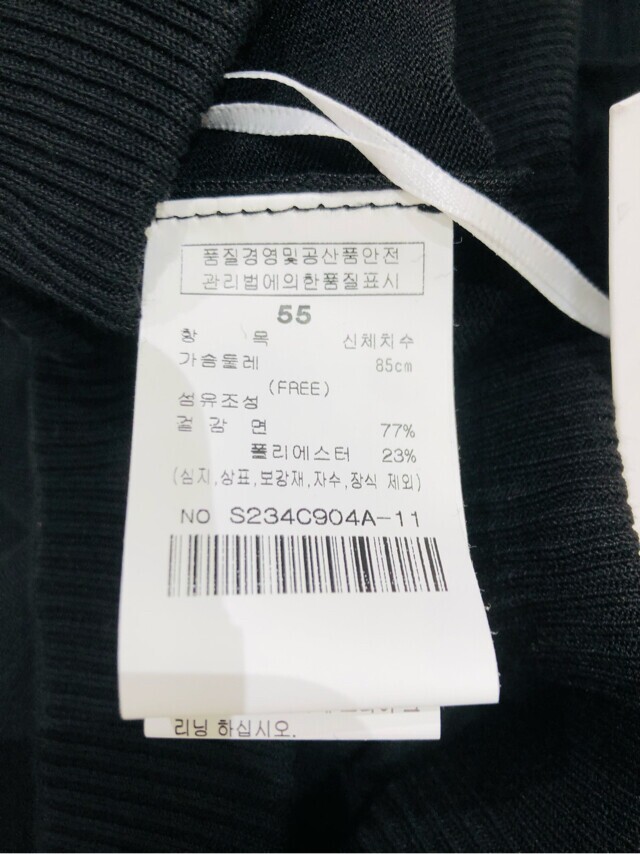 품질경영및공산품안전
관리법에의한품질표시
55
항 목 신체치수
가슴둘레 85cm
(FREE)
섬유조성
겉 감 면 77%
폴리에스터 23%
(심지,상표,보강재,자수,장식 제외)
NO S234C904A-11
리닝 하십시오.